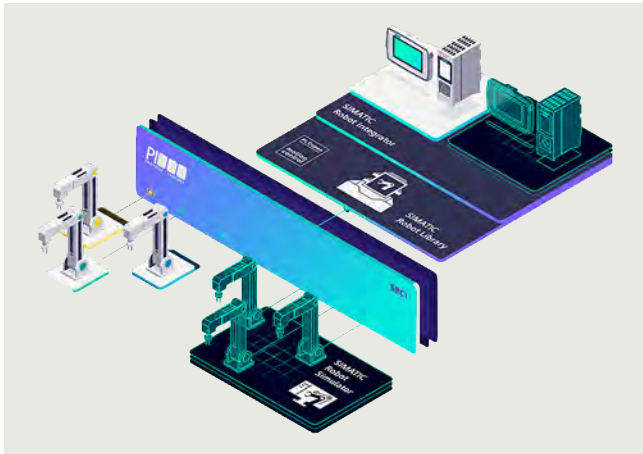 SIMATIC
Robot Integrator
SIMATIC
Robot Library
PI
SRCI
SIMATIC
Robot
Simulator